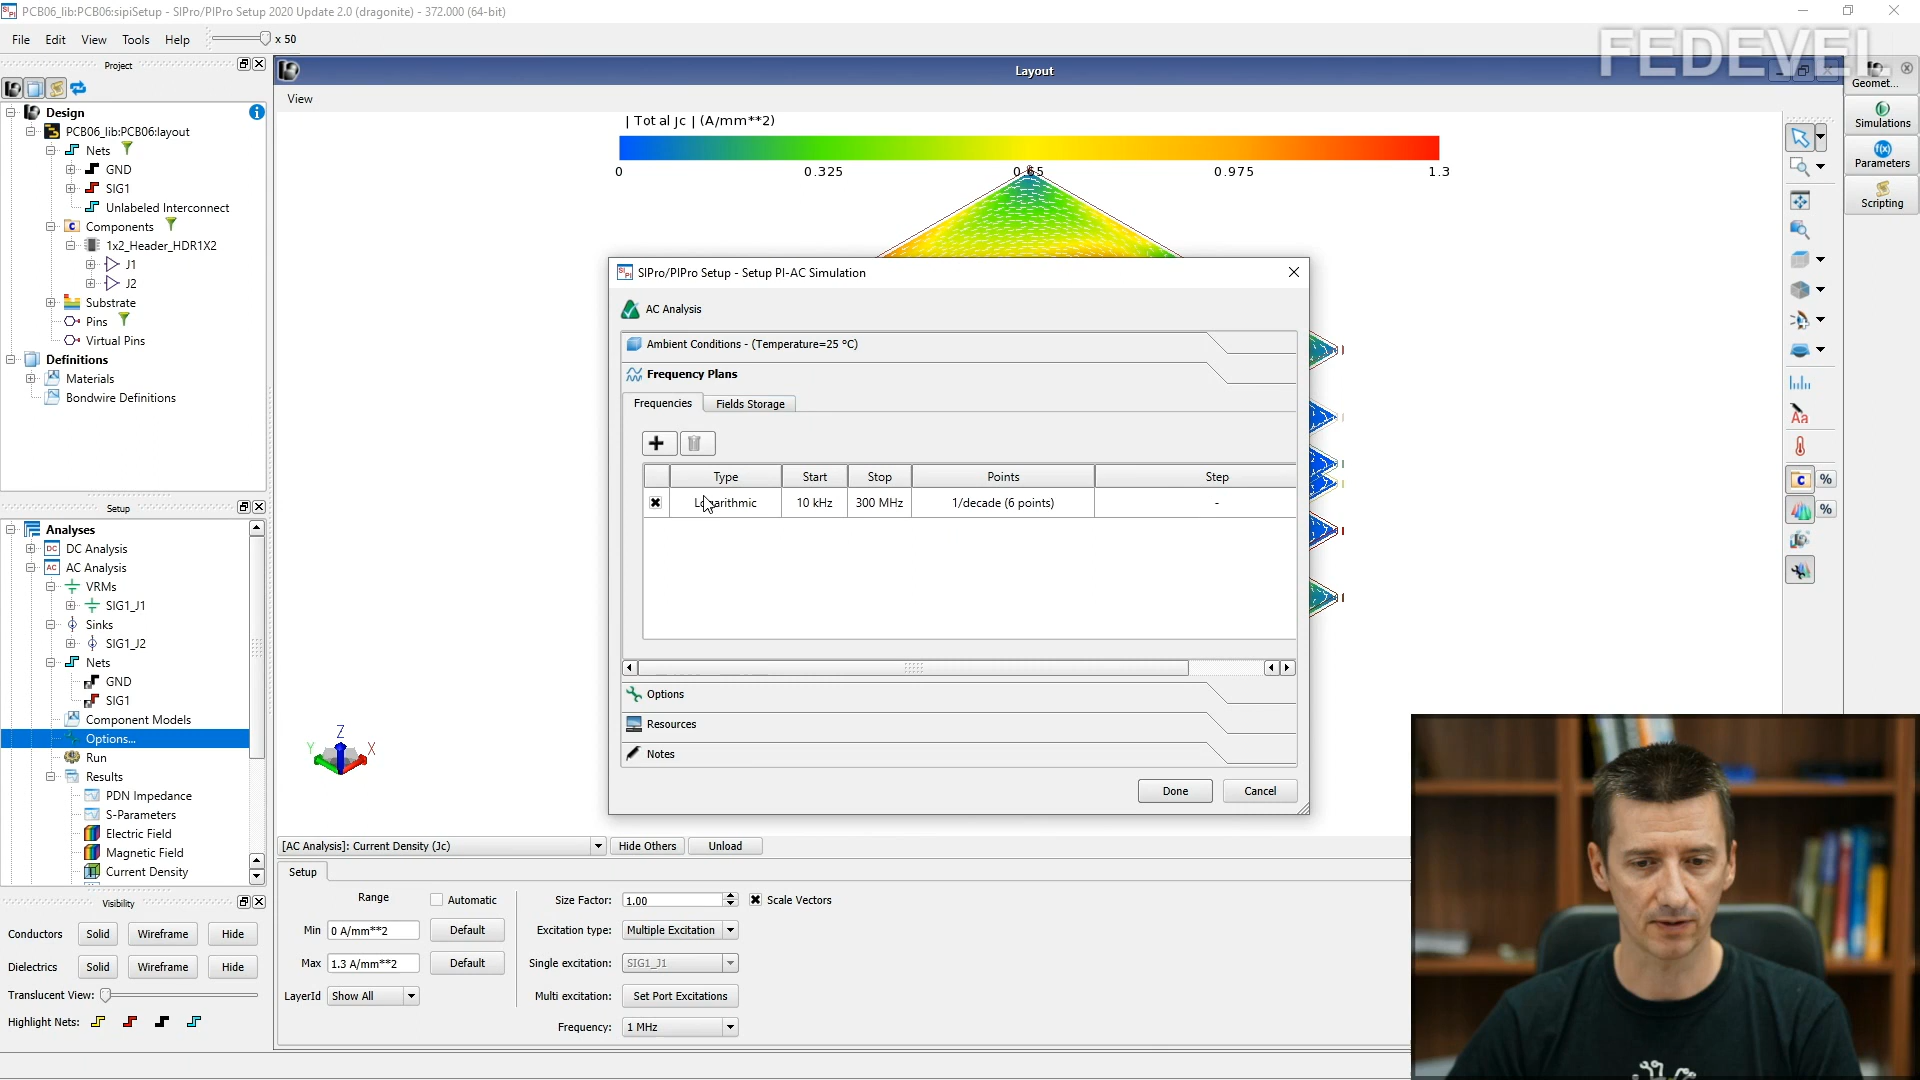 PCB06_lib:PCB06:sipiSetup - SIPro/PIPro Setup 2020 Update 2.0 (dragonite) - 372.000 (64-bit)
File Edit View Tools Help x 50
FEDEVEL
Project
Layout
View
Design
PCB06_lib:PCB06:layout
Nets
GND
SIG1
Unlabeled Interconnect
Components
1x2_Header_HDR1X2
J1
J2
Substrate
Pins
Virtual Pins
Definitions
Materials
Bondwire Definitions
| Total Jc | (A/mm**2)
0 0.325 0.65 0.975 1.3
Geomet...
Simulations
Parameters
Scripting
SIPro/PIPro Setup - Setup PI-AC Simulation
AC Analysis
Ambient Conditions - (Temperature=25 °C)
Frequency Plans
Frequencies Fields Storage
Type Start Stop Points Step
Logarithmic 10 kHz 300 MHz 1/decade (6 points) -
Options
Resources
Notes
Done Cancel
Setup
Analyses
DC Analysis
AC Analysis
VRMs
SIG1_J1
Sinks
SIG1_J2
Nets
GND
SIG1
Component Models
Options...
Run
Results
PDN Impedance
S-Parameters
Electric Field
Magnetic Field
Current Density
Z
Y X
Visibility
Conductors Solid Wireframe Hide
Dielectrics Solid Wireframe Hide
Translucent View:
Highlight Nets:
[AC Analysis]: Current Density (Jc) Hide Others Unload
Setup
Range Automatic
Min 0 A/mm**2 Default
Max 1.3 A/mm**2 Default
LayerId Show All
Size Factor: 1.00 Scale Vectors
Excitation type: Multiple Excitation
Single excitation: SIG1_J1
Multi excitation: Set Port Excitations
Frequency: 1 MHz